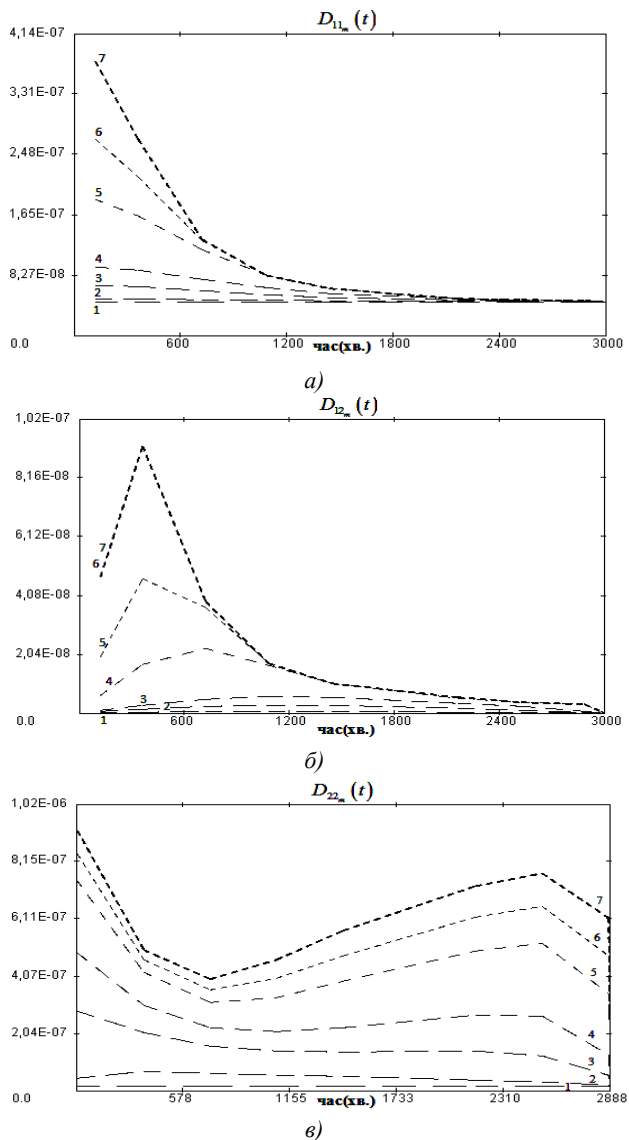 D₁₁ₘ(t)
4,14E-07
7
3,31E-07
6
2,48E-07
5
1,65E-07
4
8,27E-08
3
2
1
0.0 600 1200 1800 2400 3000
час(хв.)
а)
D₁₂ₘ(t)
1,02E-07
8,16E-08
7
6,12E-08
6
4,08E-08
5
2,04E-08
4
3
2
0.0 1 600 1200 1800 2400 3000
час(хв.)
б)
D₂₂ₘ(t)
1,02E-06
8,15E-07
7
6,11E-07
6
5
4,07E-07
4
2,04E-07
3
2
1
0.0 578 1155 1733 2310 2888
час(хв.)
в)